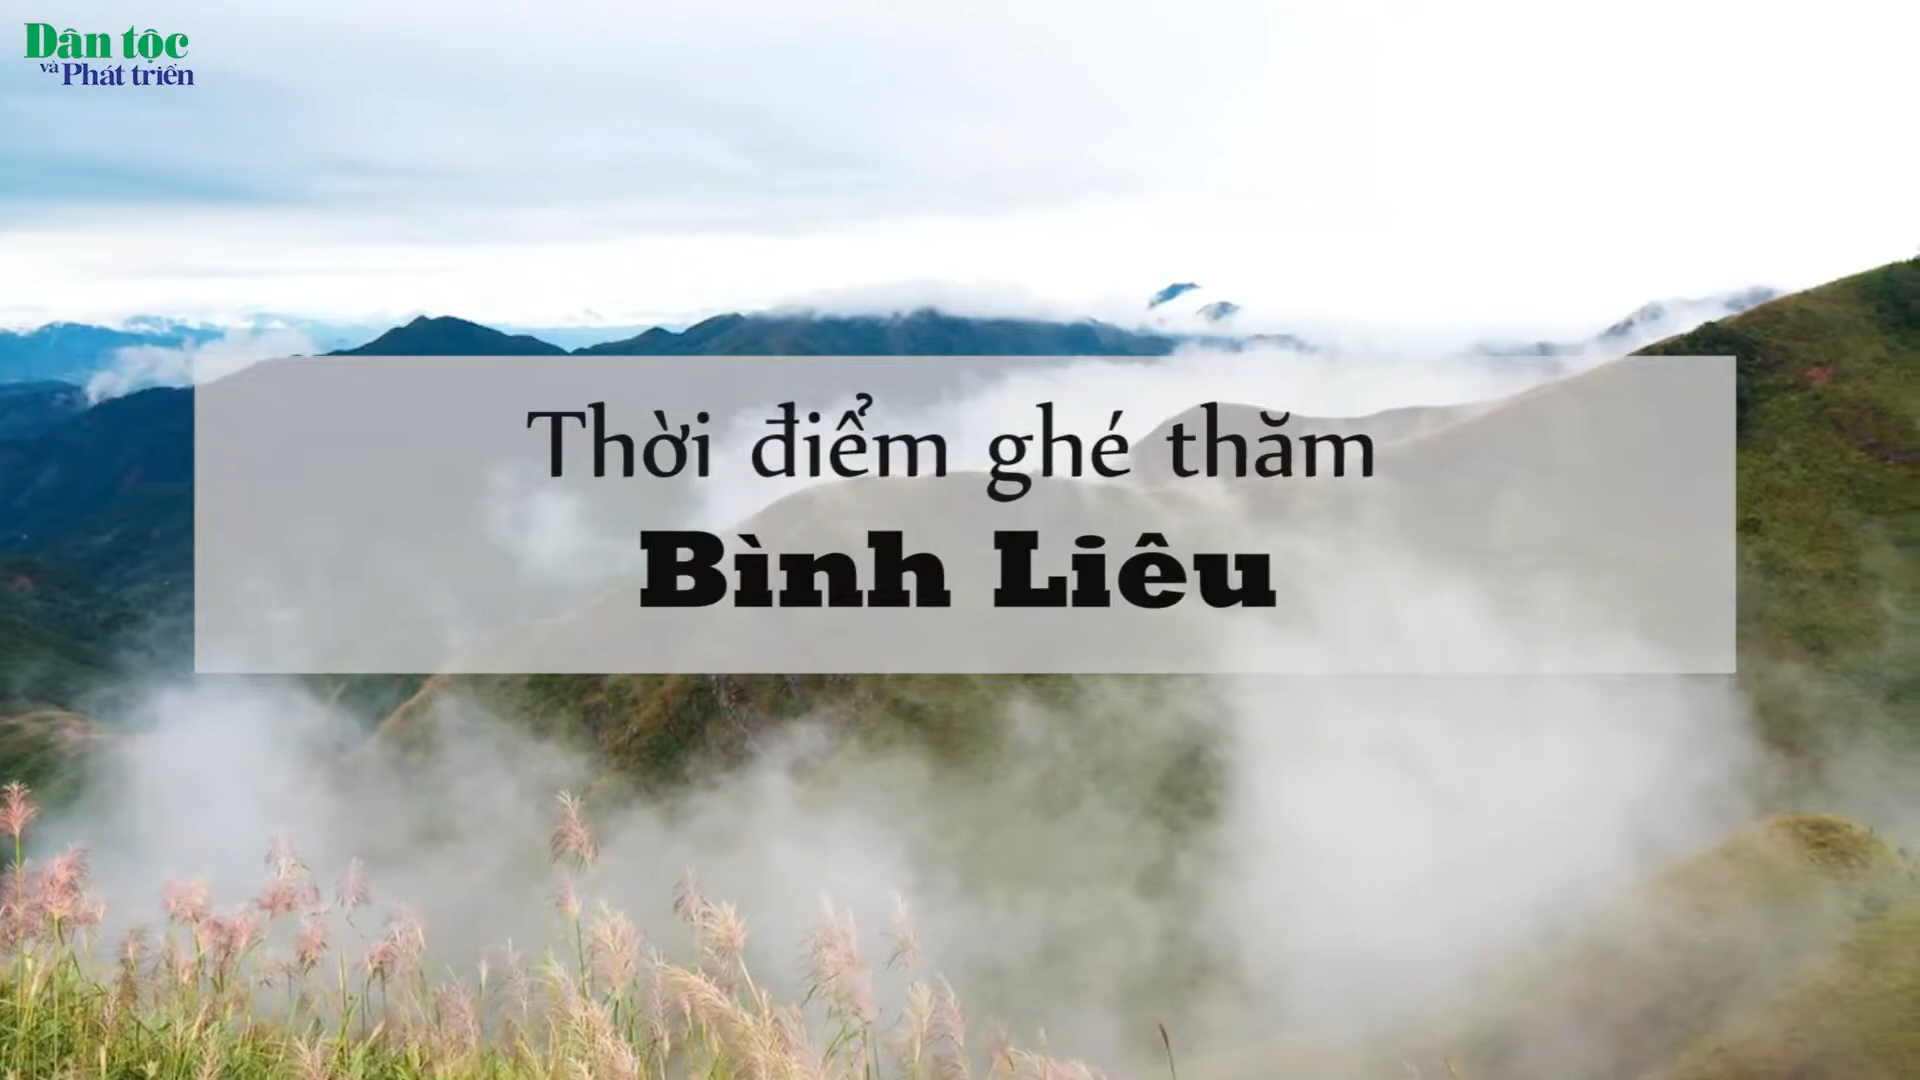 Dân tộc
và Phát triển
Thời điểm ghé thăm
Bình Liêu